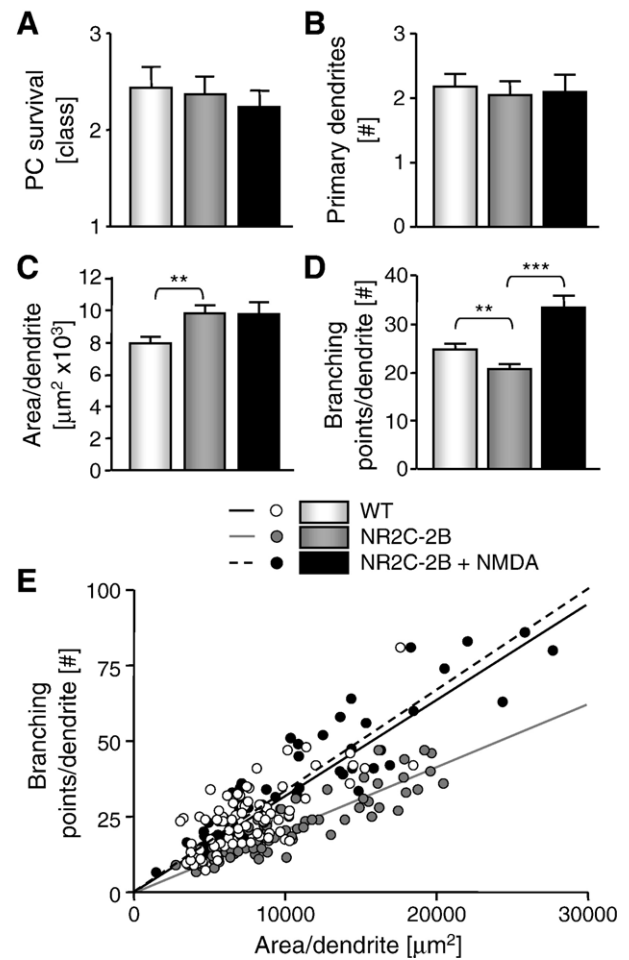 A
PC survival
[class]
3
2
1
B
Primary dendrites
[#]
3
2
1
0
C
Area/dendrite
[μm² x10³]
12
10
8
6
4
2
0
**
D
Branching
points/dendrite [#]
40
30
20
10
0
**
***
WT
NR2C-2B
NR2C-2B + NMDA
E
Branching
points/dendrite [#]
100
75
50
25
0
0
10000
20000
30000
Area/dendrite [μm²]